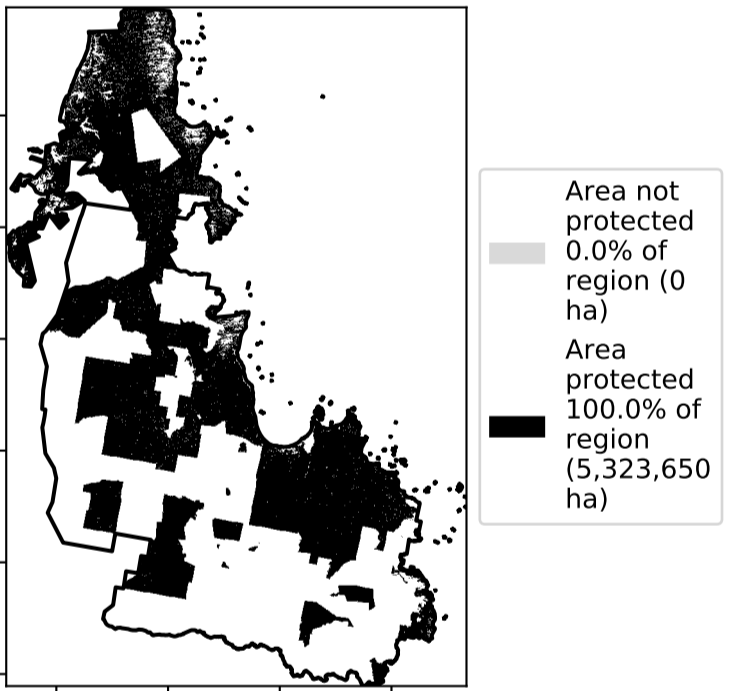 Area not
protected
0.0% of
region (0
ha)
Area
protected
100.0% of
region
(5,323,650
ha)